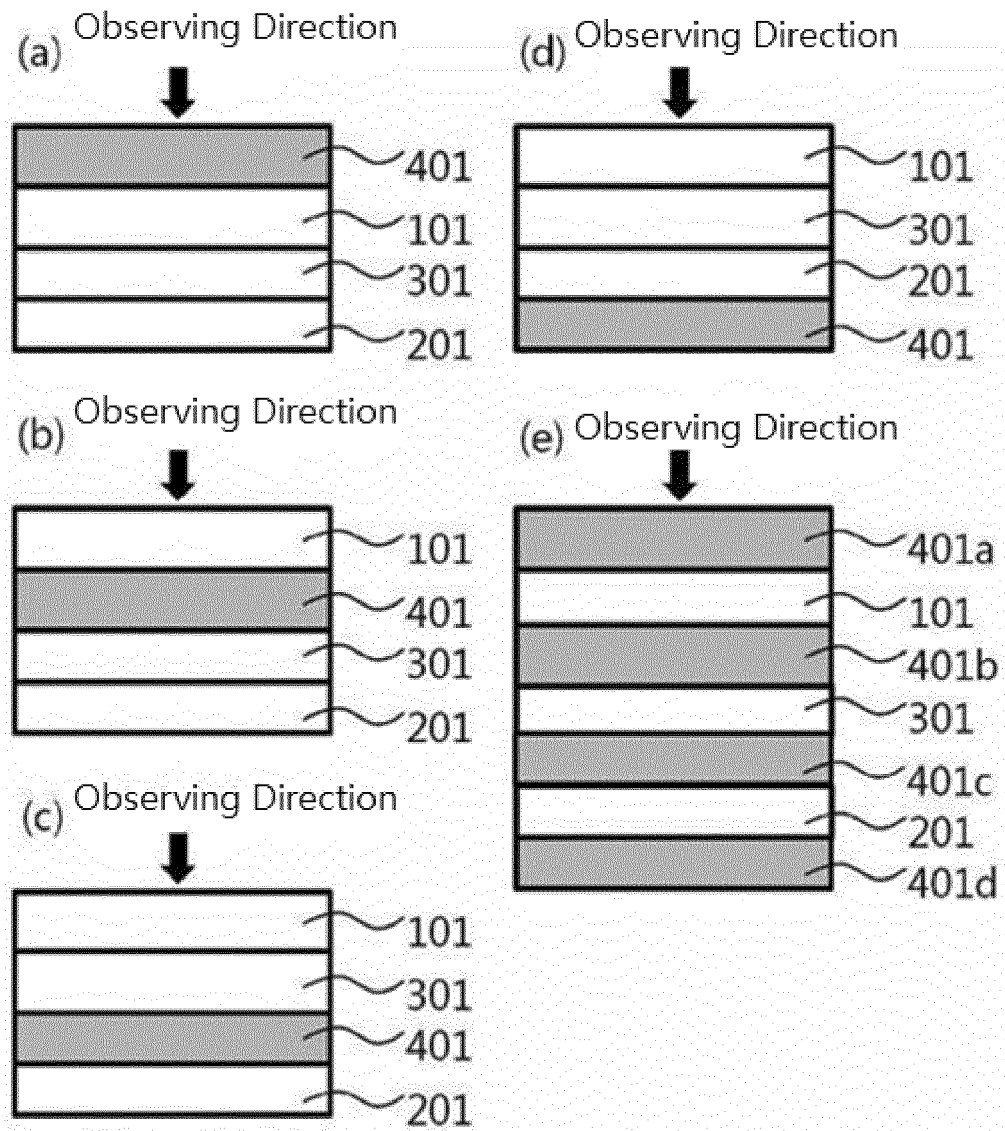 (a) Observing Direction
401
101
301
201
(b) Observing Direction
101
401
301
201
(c) Observing Direction
101
301
401
201
(d) Observing Direction
101
301
201
401
(e) Observing Direction
401a
101
401b
301
401c
201
401d